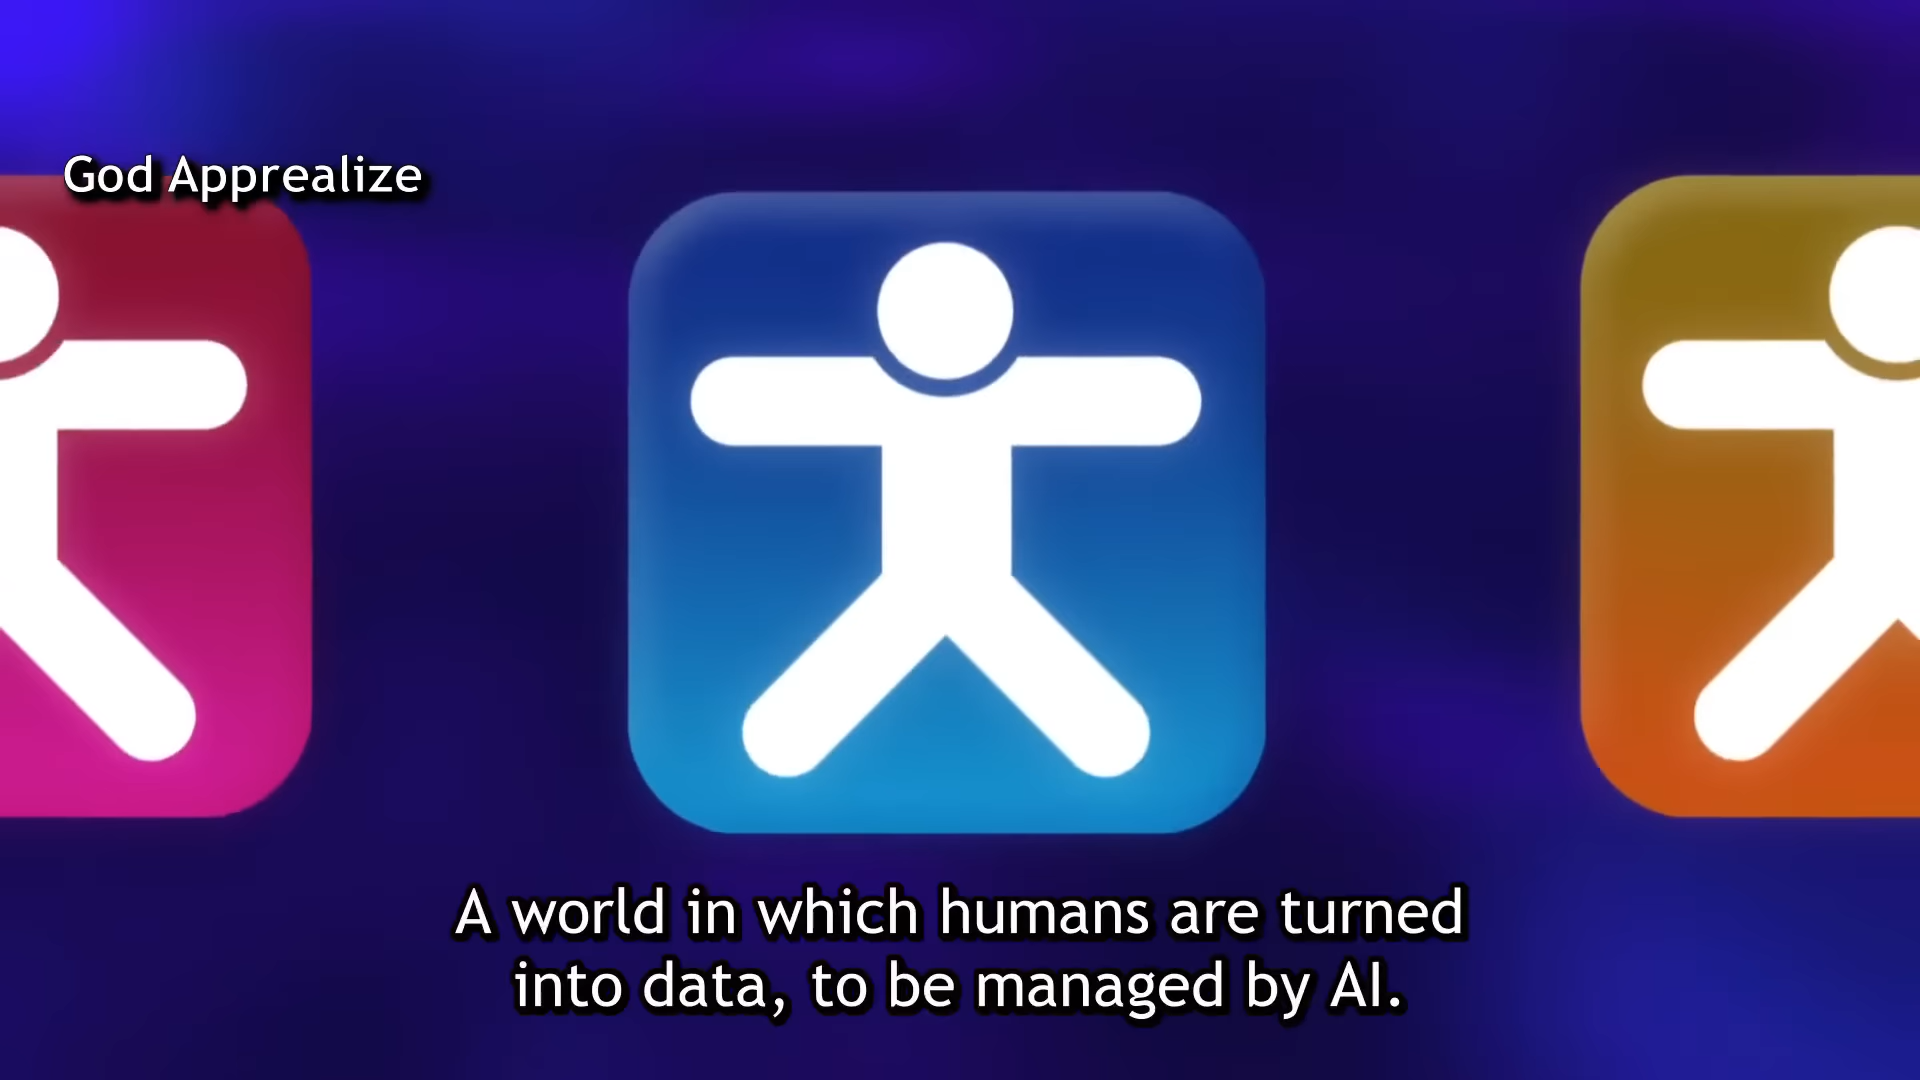 God Apprealize
A world in which humans are turned
into data, to be managed by AI.